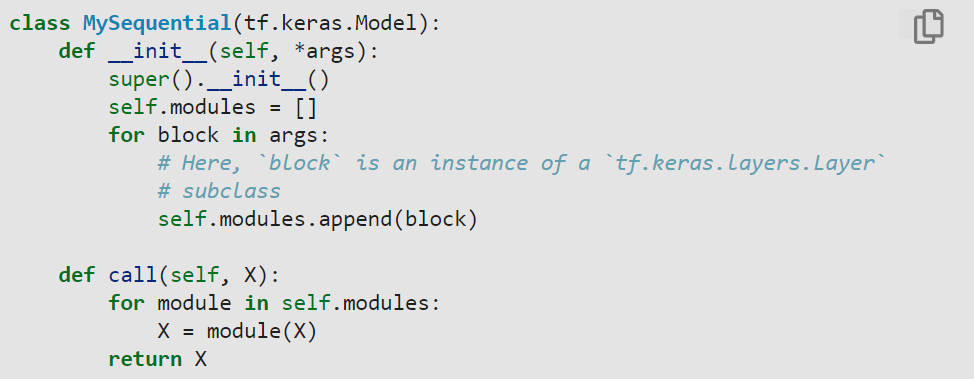 class MySequential(tf.keras.Model):
    def __init__(self, *args):
        super().__init__()
        self.modules = []
        for block in args:
            # Here, `block` is an instance of a `tf.keras.layers.Layer`
            # subclass
            self.modules.append(block)

    def call(self, X):
        for module in self.modules:
            X = module(X)
        return X